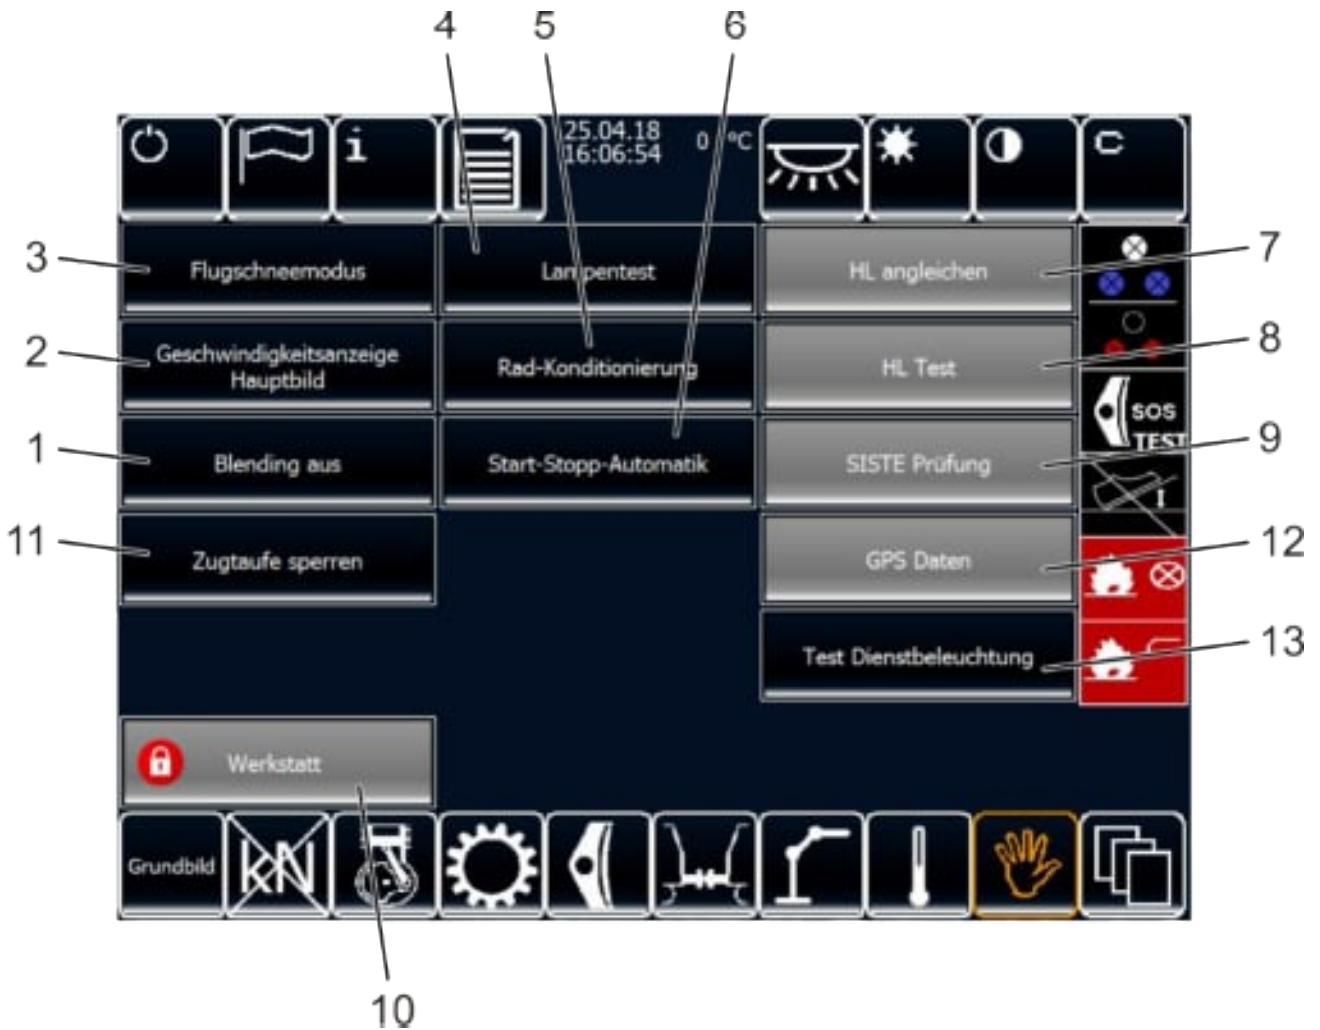 4 5 6
25.04.18 0 °C
16:06:54
i
C
3 Flugschneemodus Lampentest HL angleichen 7
2 Geschwindigkeitsanzeige
Hauptbild Rad-Konditionierung HL Test 8
SOS
TEST
1 Blending aus Start-Stopp-Automatik SISTE Prüfung 9
11 Zugtaufe sperren GPS Daten 12
Test Dienstbeleuchtung 13
Werkstatt
Grundbild kN
10